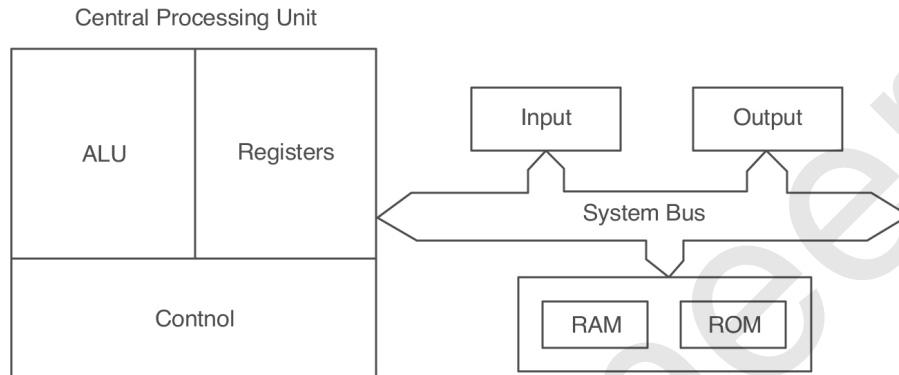 Central Processing Unit
ALU
Registers
Contnol
Input
Output
System Bus
RAM
ROM